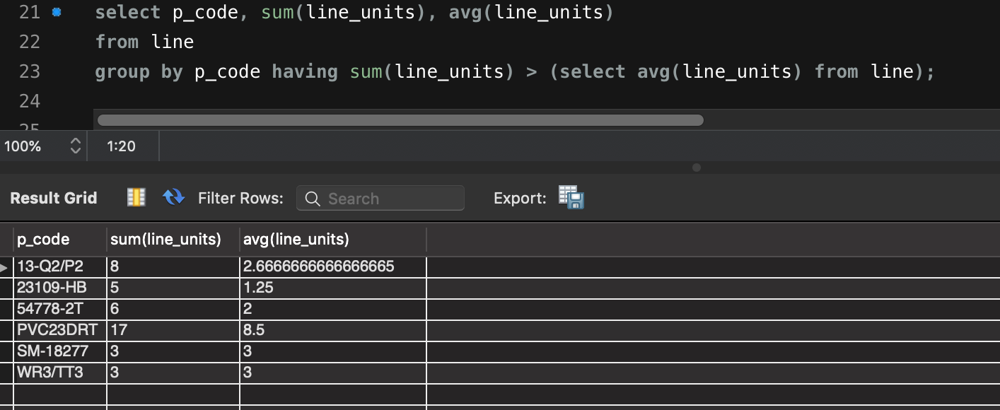 21 select p_code, sum(line_units), avg(line_units)
22 from line
23 group by p_code having sum(line_units) > (select avg(line_units) from line);
24
25
100% 1:20
Result Grid Filter Rows: Search Export:
p_code sum(line_units) avg(line_units)
13-Q2/P2 8 2.6666666666666665
23109-HB 5 1.25
54778-2T 6 2
PVC23DRT 17 8.5
SM-18277 3 3
WR3/TT3 3 3